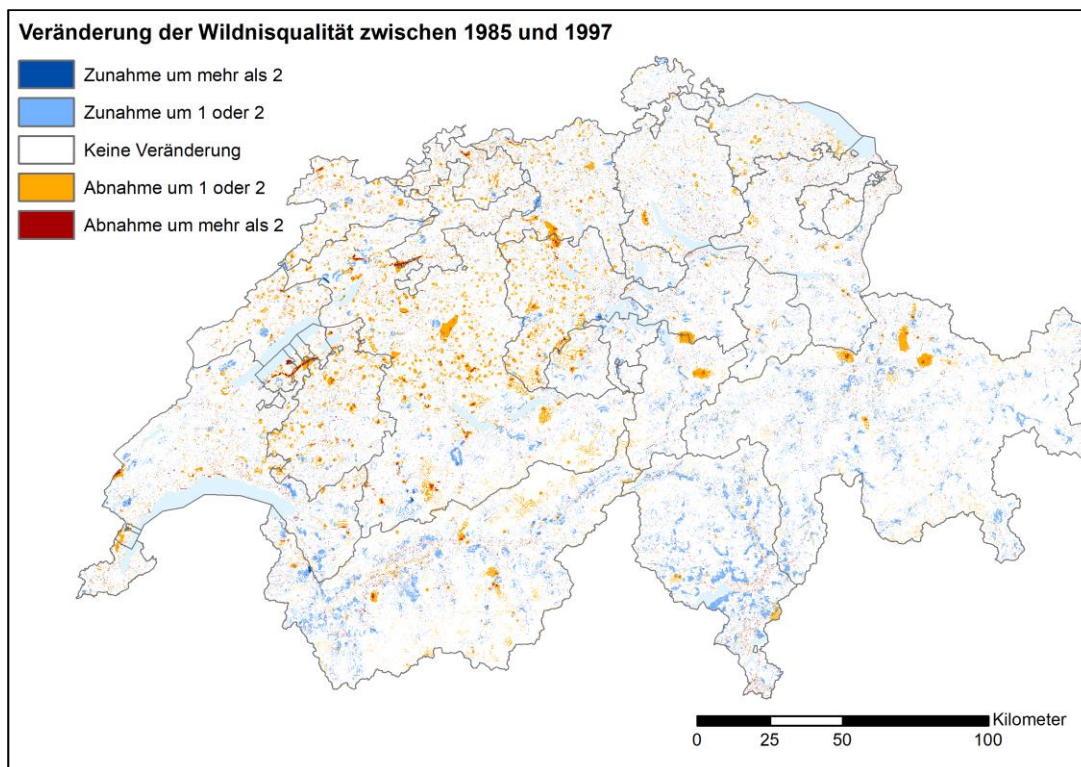 Veränderung der Wildnisqualität zwischen 1985 und 1997
Zunahme um mehr als 2
Zunahme um 1 oder 2
Keine Veränderung
Abnahme um 1 oder 2
Abnahme um mehr als 2
Kilometer
0 25 50 100